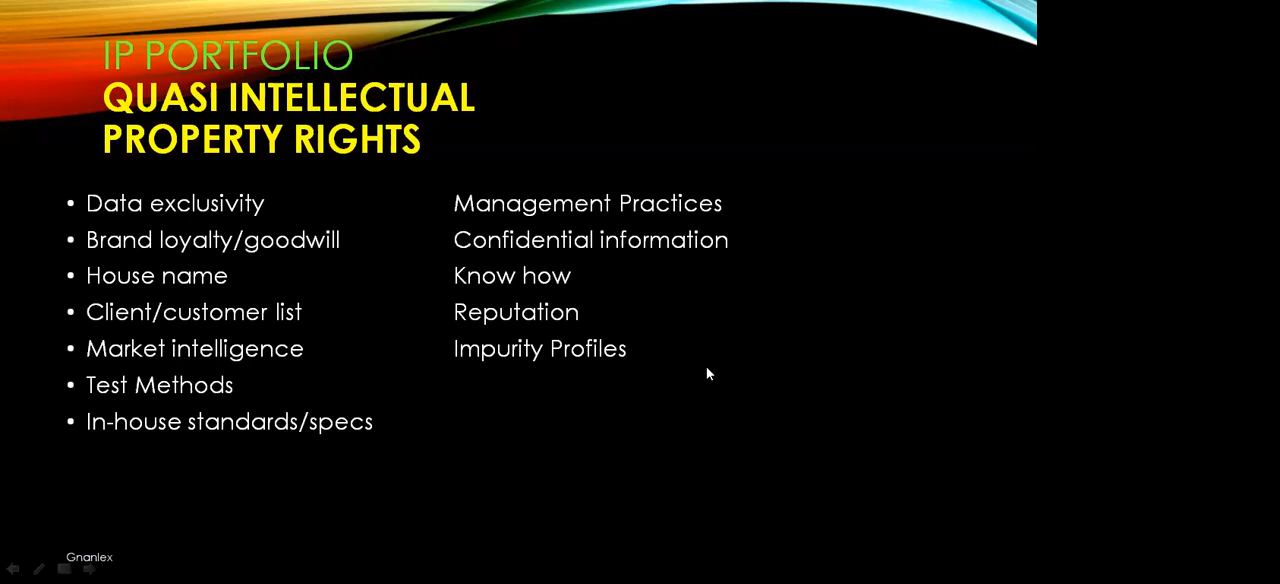 IP PORTFOLIO
QUASI INTELLECTUAL
PROPERTY RIGHTS
• Data exclusivity
• Brand loyalty/goodwill
• House name
• Client/customer list
• Market intelligence
• Test Methods
• In-house standards/specs
Management Practices
Confidential information
Know how
Reputation
Impurity Profiles
Gnanlex